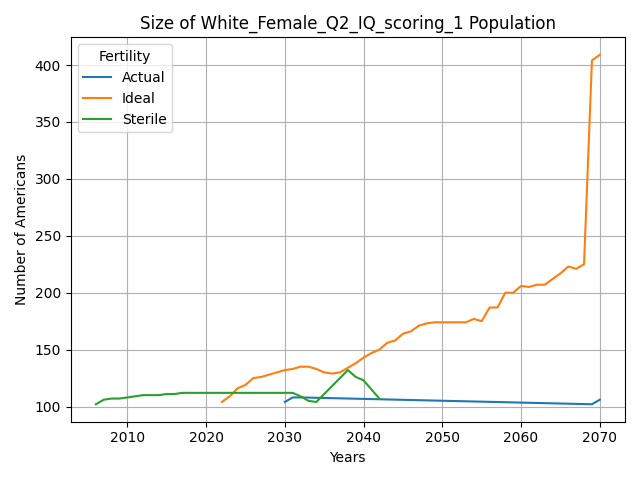 Size of White_Female_Q2_IQ_scoring_1 Population
Fertility
Actual
Ideal
Sterile
Number of Americans
400
350
300
250
200
150
100
2010 2020 2030 2040 2050 2060 2070
Years